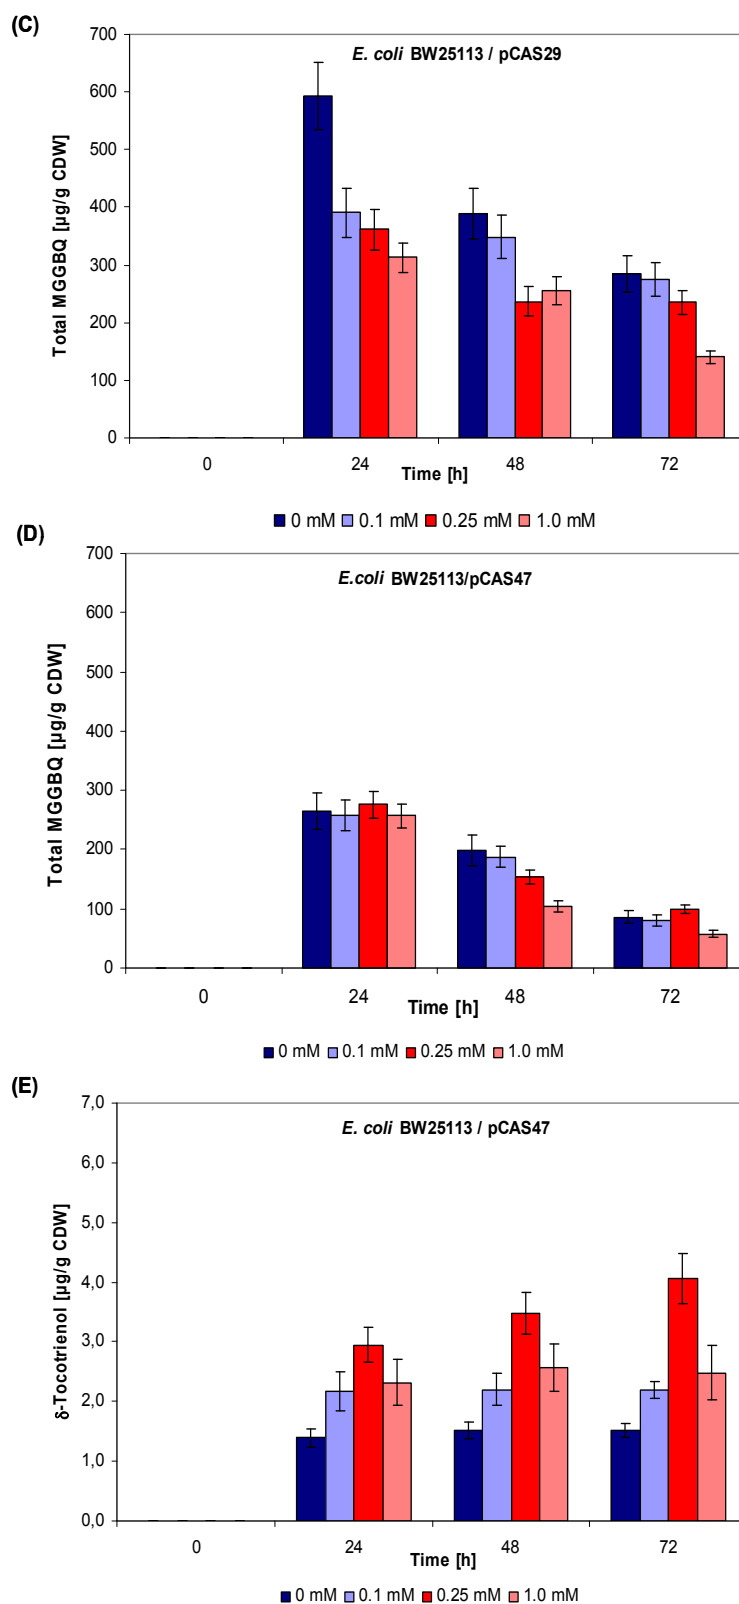 (C)
E. coli BW25113 / pCAS29
Total MGGBQ [µg/g CDW]
700
600
500
400
300
200
100
0
0 24 48 72
Time [h]
0 mM 0.1 mM 0.25 mM 1.0 mM
(D)
E.coli BW25113/pCAS47
Total MGGBQ [µg/g CDW]
700
600
500
400
300
200
100
0
0 24 48 72
Time [h]
0 mM 0.1 mM 0.25 mM 1.0 mM
(E)
E. coli BW25113 / pCAS47
δ-Tocotrienol [µg/g CDW]
7,0
6,0
5,0
4,0
3,0
2,0
1,0
0,0
0 24 48 72
Time [h]
0 mM 0.1 mM 0.25 mM 1.0 mM